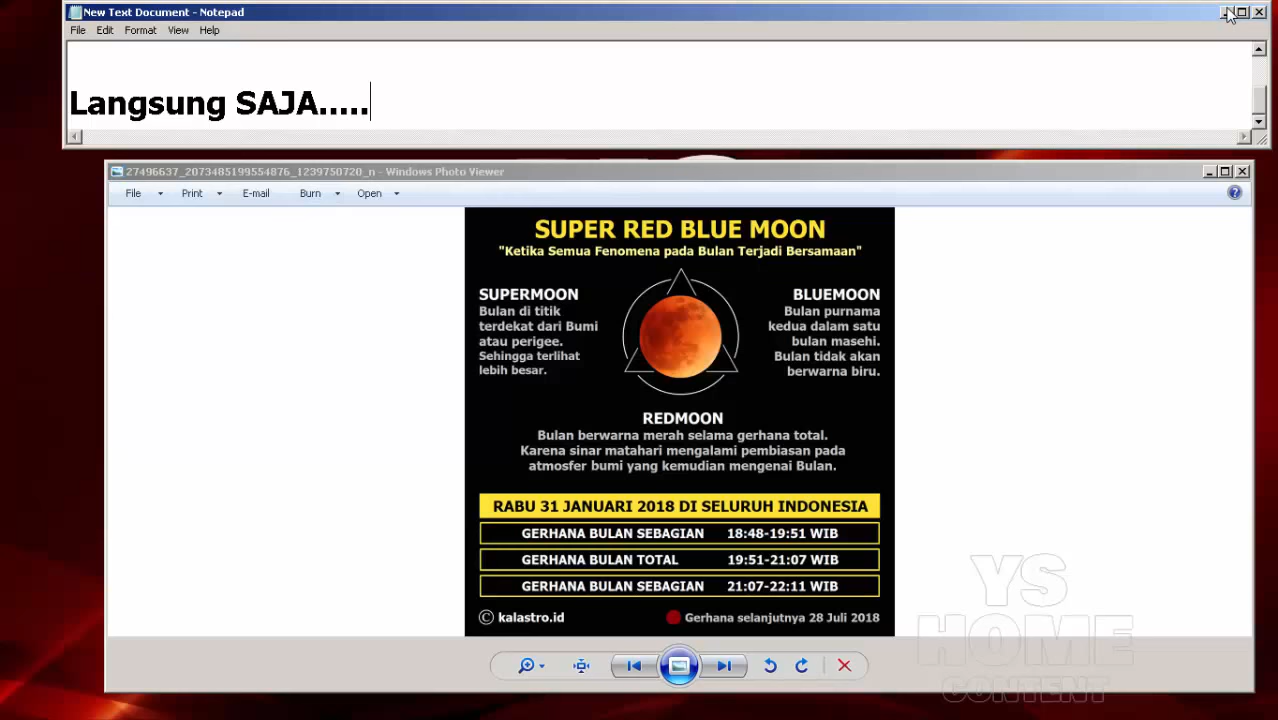 New Text Document - Notepad
File Edit Format View Help
Langsung SAJA.....
27496637_2073485199554876_1239750720_n - Windows Photo Viewer
File Print E-mail Burn Open
SUPER RED BLUE MOON
"Ketika Semua Fenomena pada Bulan Terjadi Bersamaan"
SUPERMOON
Bulan di titik
terdekat dari Bumi
atau perigee.
Sehingga terlihat
lebih besar.
BLUEMOON
Bulan purnama
kedua dalam satu
bulan masehi.
Bulan tidak akan
berwarna biru.
REDMOON
Bulan berwarna merah selama gerhana total.
Karena sinar matahari mengalami pembiasan pada
atmosfer bumi yang kemudian mengenai Bulan.
RABU 31 JANUARI 2018 DI SELURUH INDONESIA
GERHANA BULAN SEBAGIAN 18:48-19:51 WIB
GERHANA BULAN TOTAL 19:51-21:07 WIB
GERHANA BULAN SEBAGIAN 21:07-22:11 WIB
© kalastro.id
Gerhana selanjutnya 28 Juli 2018
YS
HOME
CONTENT